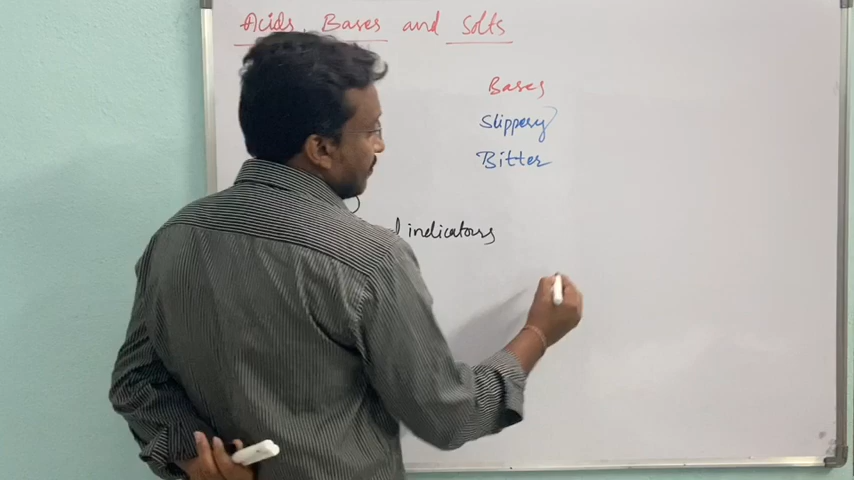 Acids, Bases and Salts
Bases
Slippery
Bitter
indicators